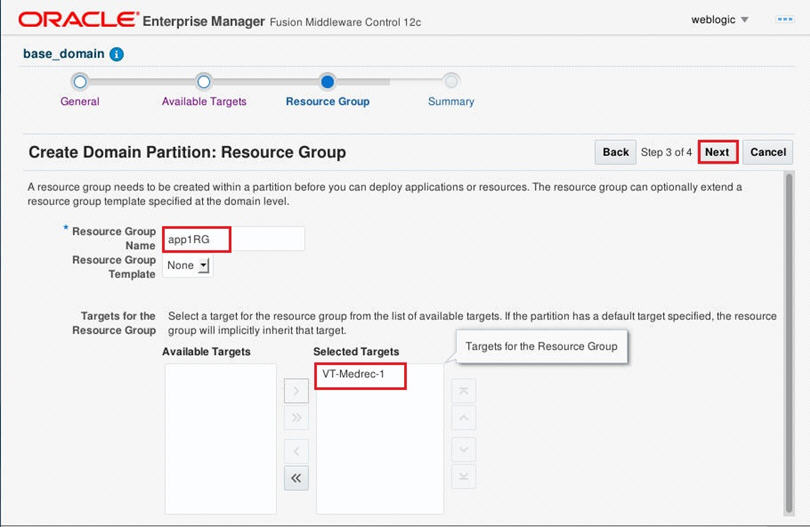 ORACLE Enterprise Manager Fusion Middleware Control 12c
weblogic
base_domain
General
Available Targets
Resource Group
Summary
Create Domain Partition: Resource Group
Back Step 3 of 4 Next Cancel
A resource group needs to be created within a partition before you can deploy applications or resources. The resource group can optionally extend a
resource group template specified at the domain level.
* Resource Group
Name
app1RG
Resource Group
Template
None
Targets for the
Resource Group
Select a target for the resource group from the list of available targets. If the partition has a default target specified, the resource
group will implicitly inherit that target.
Available Targets
Selected Targets
Targets for the Resource Group
VT-Medrec-1